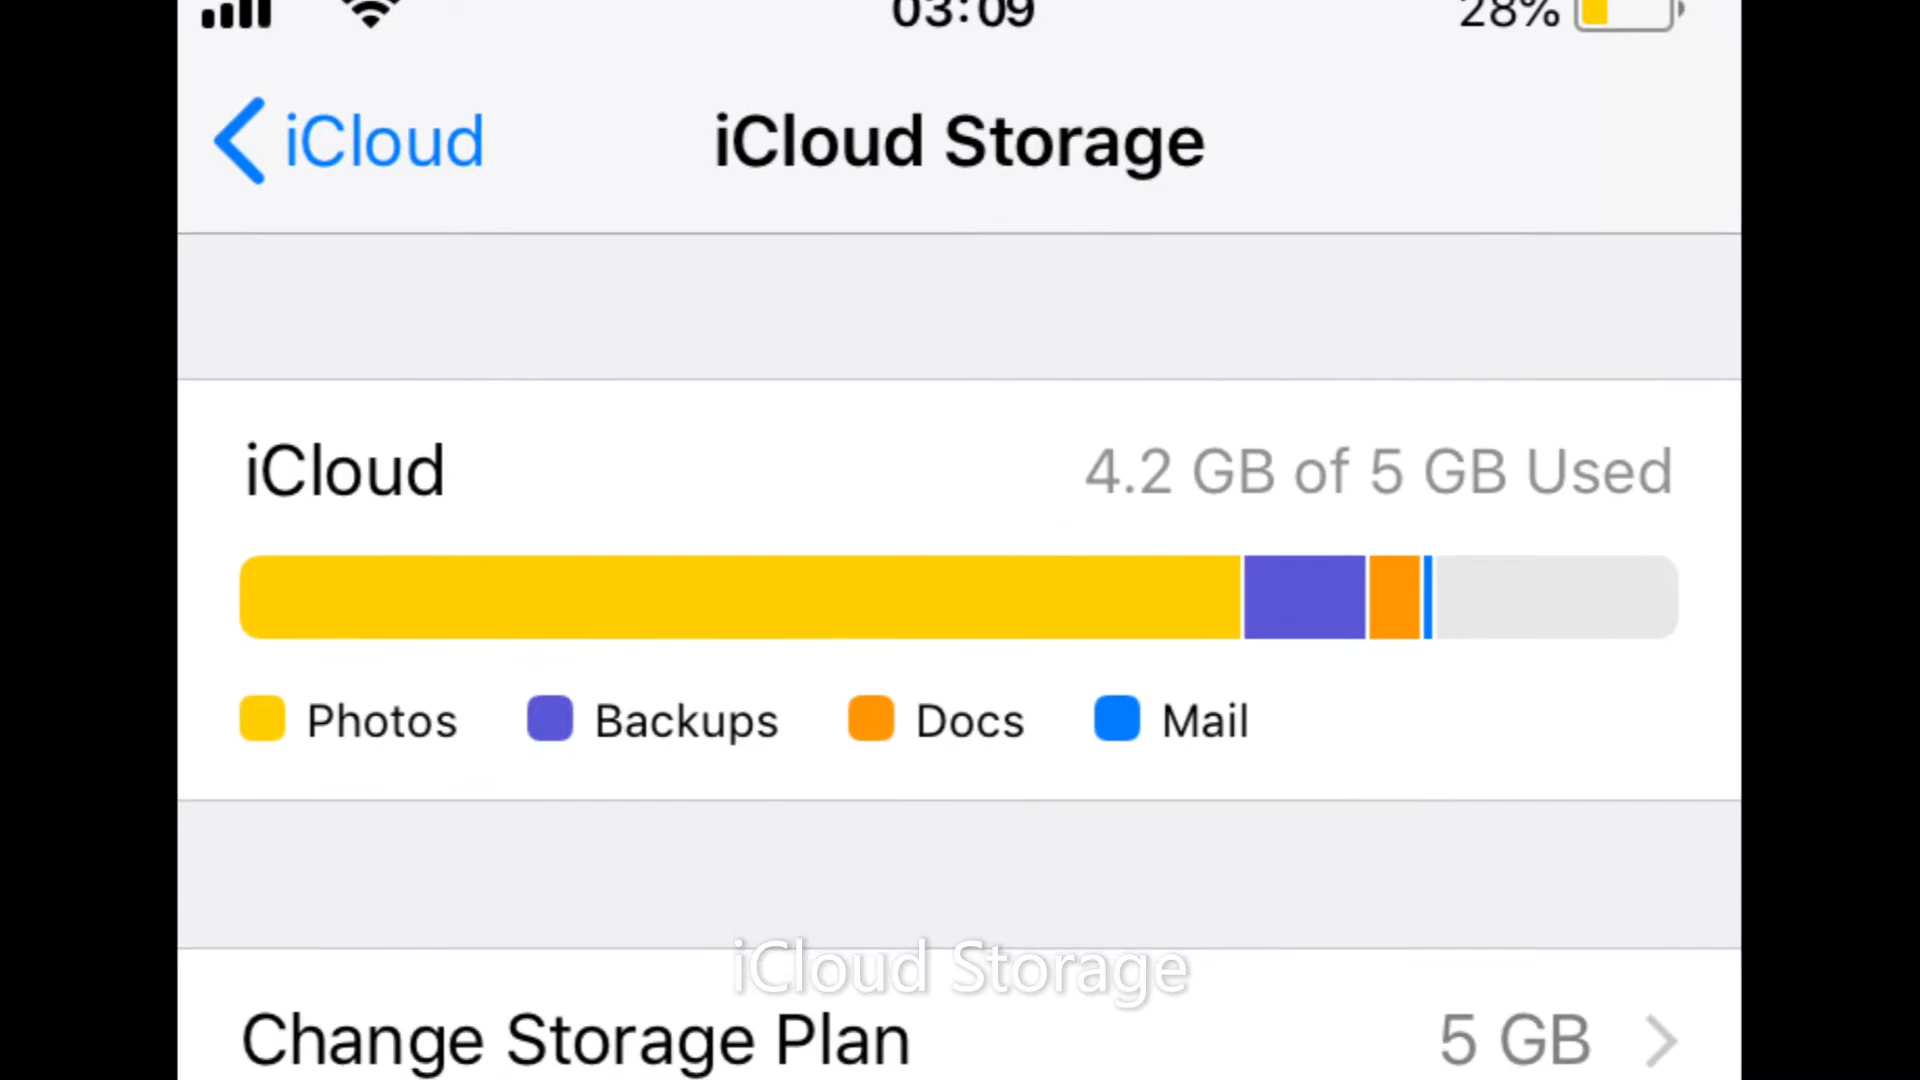 03:09 28%
iCloud iCloud Storage
iCloud 4.2 GB of 5 GB Used
Photos Backups Docs Mail
iCloud Storage
Change Storage Plan 5 GB